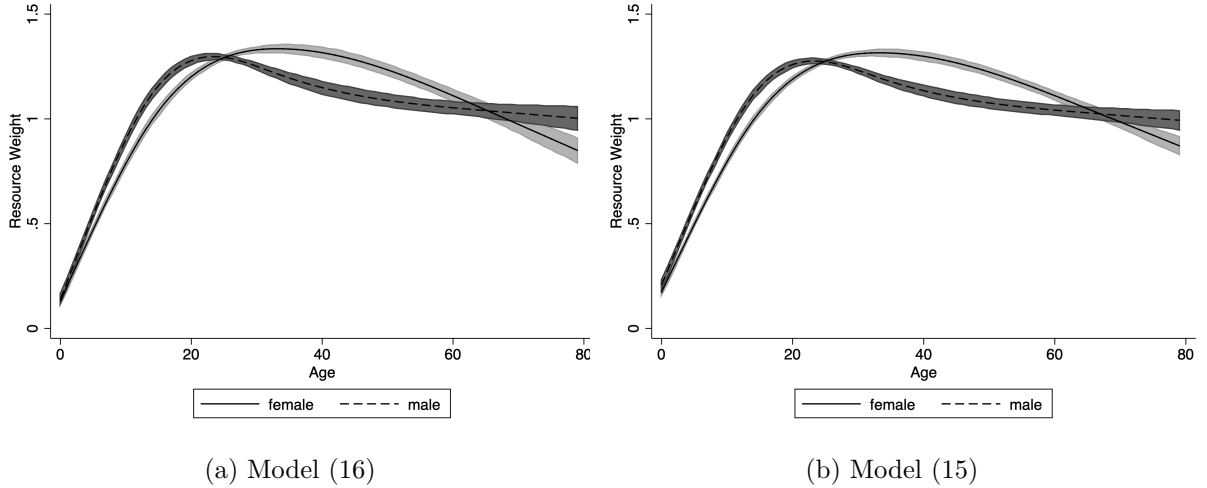 1.5
1
.5
0
Resource Weight
0 20 40 60 80
Age
female male
(a) Model (16)
1.5
1
.5
0
Resource Weight
0 20 40 60 80
Age
female male
(b) Model (15)